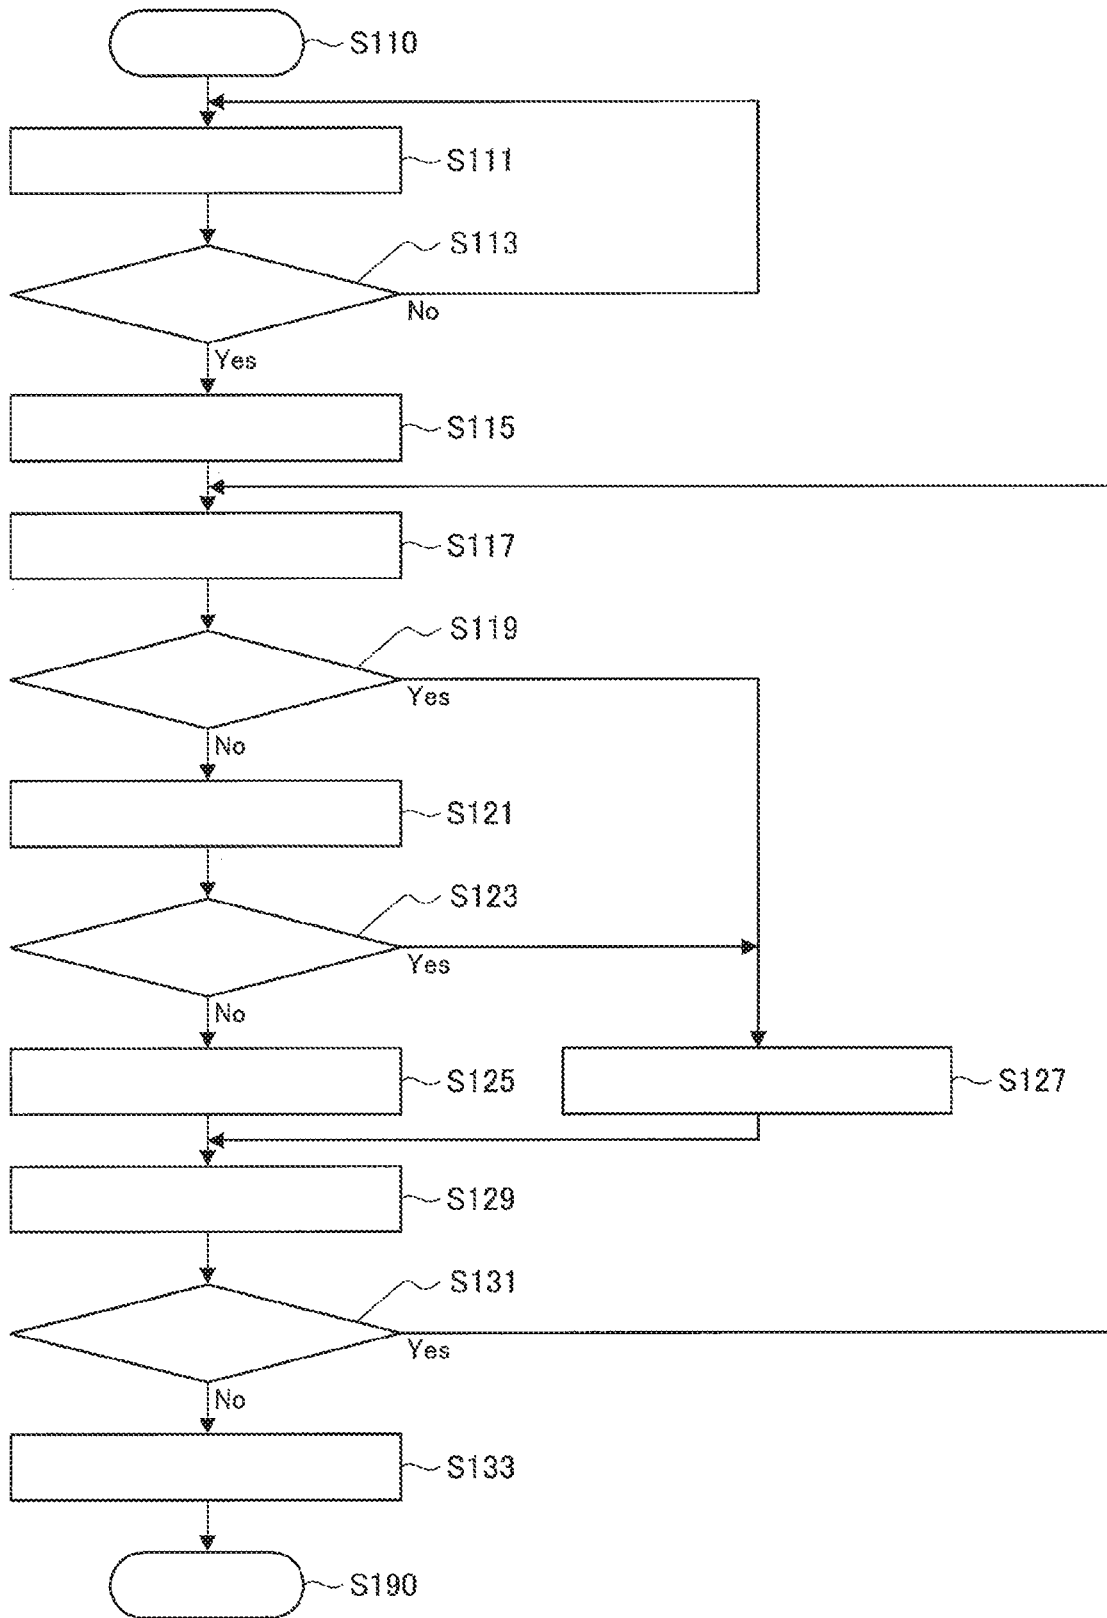 S110
S111
S113
No
Yes
S115
S117
S119
Yes
No
S121
S123
Yes
No
S125
S127
S129
S131
Yes
No
S133
S190